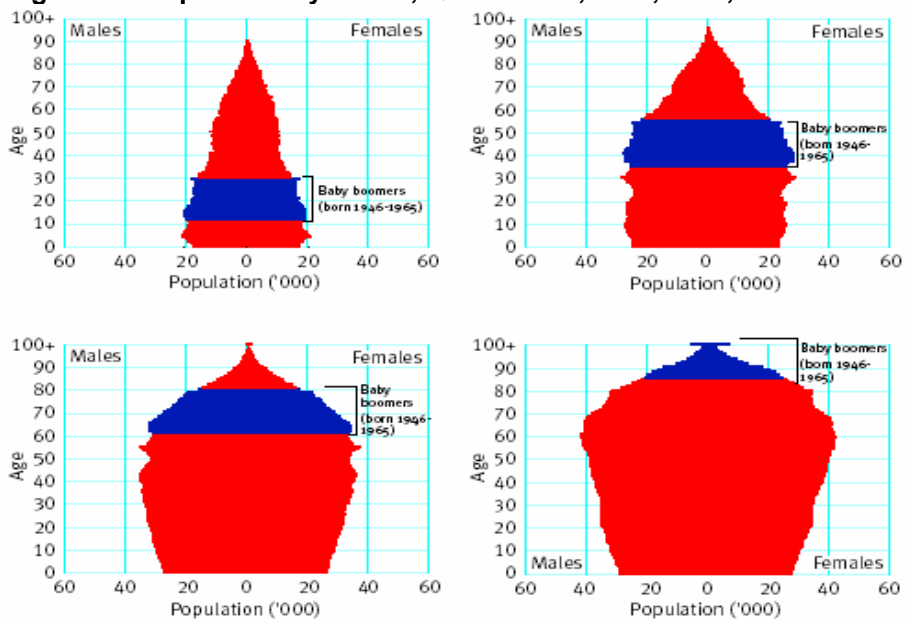 Males
Females
100+
90
80
70
60
50
40
30
20
10
0
Age
Baby boomers
(born 1946-1965)
60 40 20 0 20 40 60
Population ('000)
Males
Females
100+
90
80
70
60
50
40
30
20
10
0
Age
Baby boomers
(born 1946-
1965)
60 40 20 0 20 40 60
Population ('000)
Males
Females
100+
90
80
70
60
50
40
30
20
10
0
Age
Baby
boomers
(born 1946-
1965)
60 40 20 0 20 40 60
Population ('000)
100+
90
80
70
60
50
40
30
20
10
0
Age
Baby boomers
(born 1946-
1965)
Males
Females
60 40 20 0 20 40 60
Population ('000)